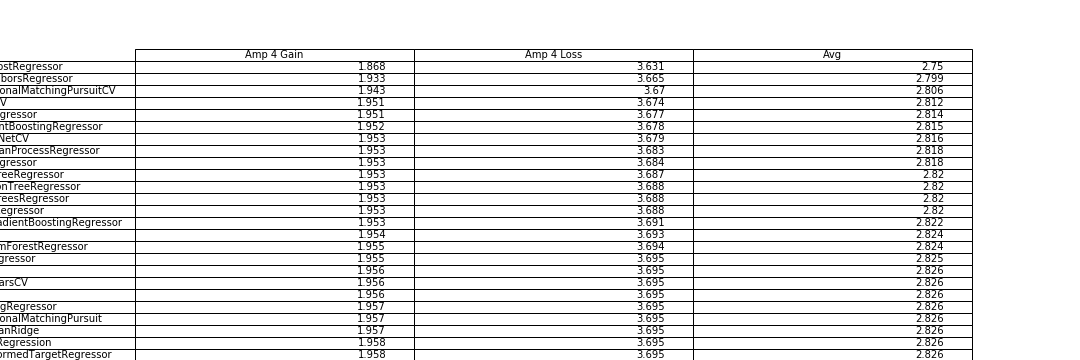 Amp 4 Gain Amp 4 Loss Avg
ostRegressor 1.868 3.631 2.75
borsRegressor 1.933 3.665 2.799
onalMatchingPursuitCV 1.943 3.67 2.806
V 1.951 3.674 2.812
gressor 1.951 3.677 2.814
ntBoostingRegressor 1.952 3.678 2.815
NetCV 1.953 3.679 2.816
anProcessRegressor 1.953 3.683 2.818
gressor 1.953 3.684 2.818
reeRegressor 1.953 3.687 2.82
onTreeRegressor 1.953 3.688 2.82
reesRegressor 1.953 3.688 2.82
egressor 1.953 3.688 2.82
adientBoostingRegressor 1.953 3.691 2.822
1.954 3.693 2.824
mForestRegressor 1.955 3.694 2.824
gressor 1.955 3.695 2.825
1.956 3.695 2.826
arsCV 1.956 3.695 2.826
1.956 3.695 2.826
gRegressor 1.957 3.695 2.826
onalMatchingPursuit 1.957 3.695 2.826
anRidge 1.957 3.695 2.826
Regression 1.958 3.695 2.826
ormedTargetRegressor 1.958 3.695 2.826